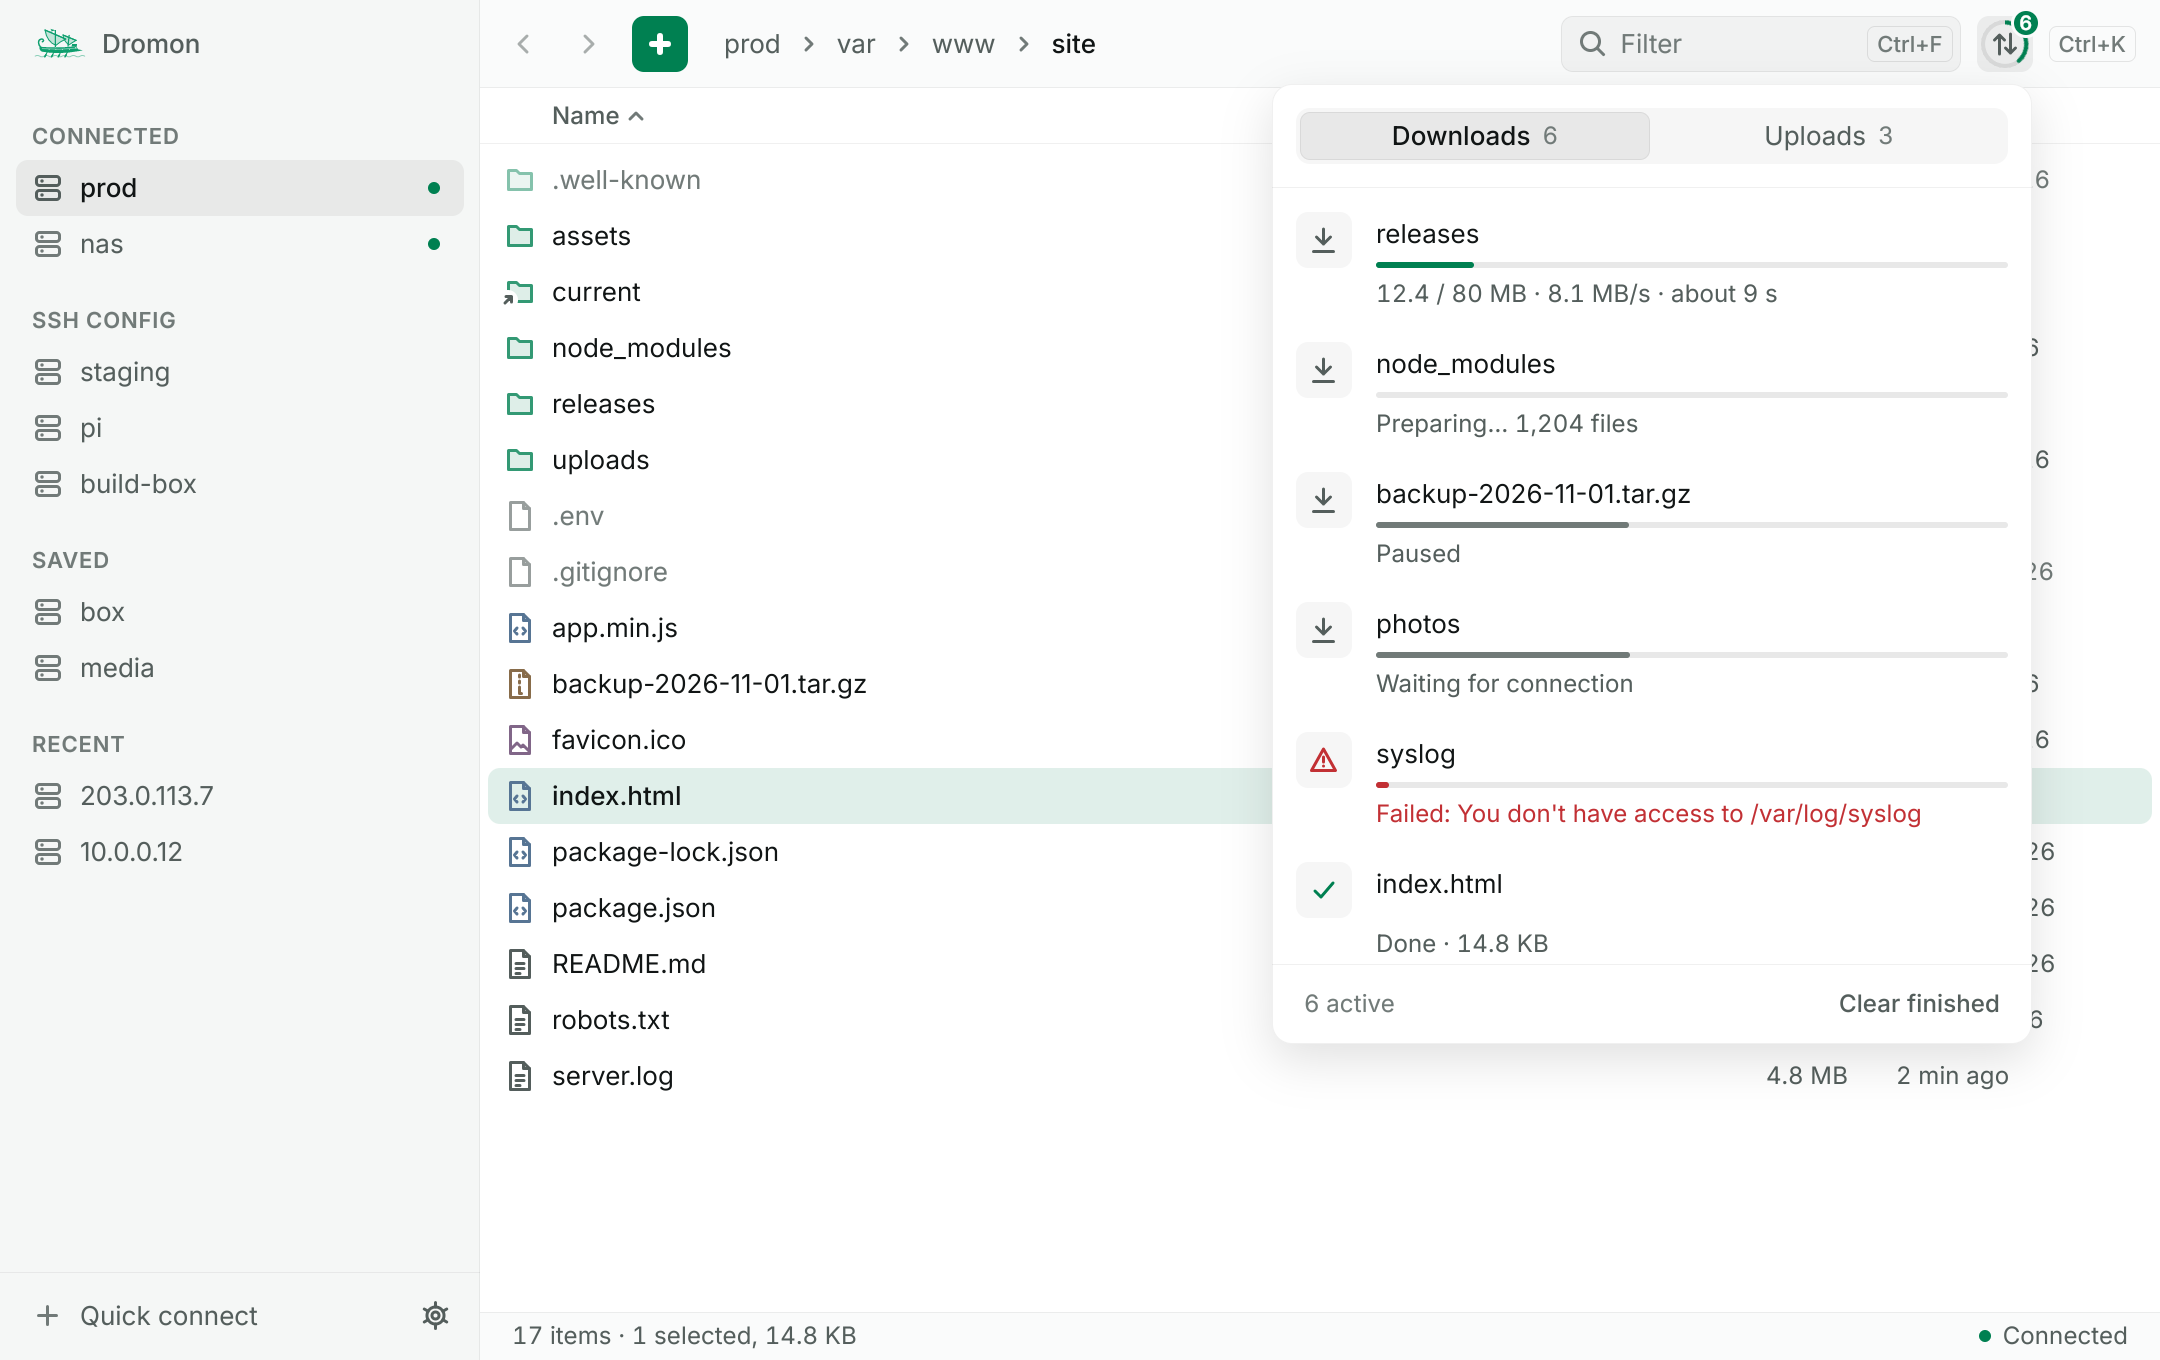 Dromon
CONNECTED
prod
nas
SSH CONFIG
staging
pi
build-box
SAVED
box
media
RECENT
203.0.113.7
10.0.0.12
Quick connect
prod
var
www
site
Filter
Ctrl+F
6
Ctrl+K
Name
.well-known
assets
current
node_modules
releases
uploads
.env
.gitignore
app.min.js
backup-2026-11-01.tar.gz
favicon.ico
index.html
package-lock.json
package.json
README.md
robots.txt
server.log
4.8 MB
2 min ago
Downloads 6
Uploads 3
releases
12.4 / 80 MB · 8.1 MB/s · about 9 s
node_modules
Preparing... 1,204 files
backup-2026-11-01.tar.gz
Paused
photos
Waiting for connection
syslog
Failed: You don't have access to /var/log/syslog
index.html
Done · 14.8 KB
6 active
Clear finished
17 items · 1 selected, 14.8 KB
Connected